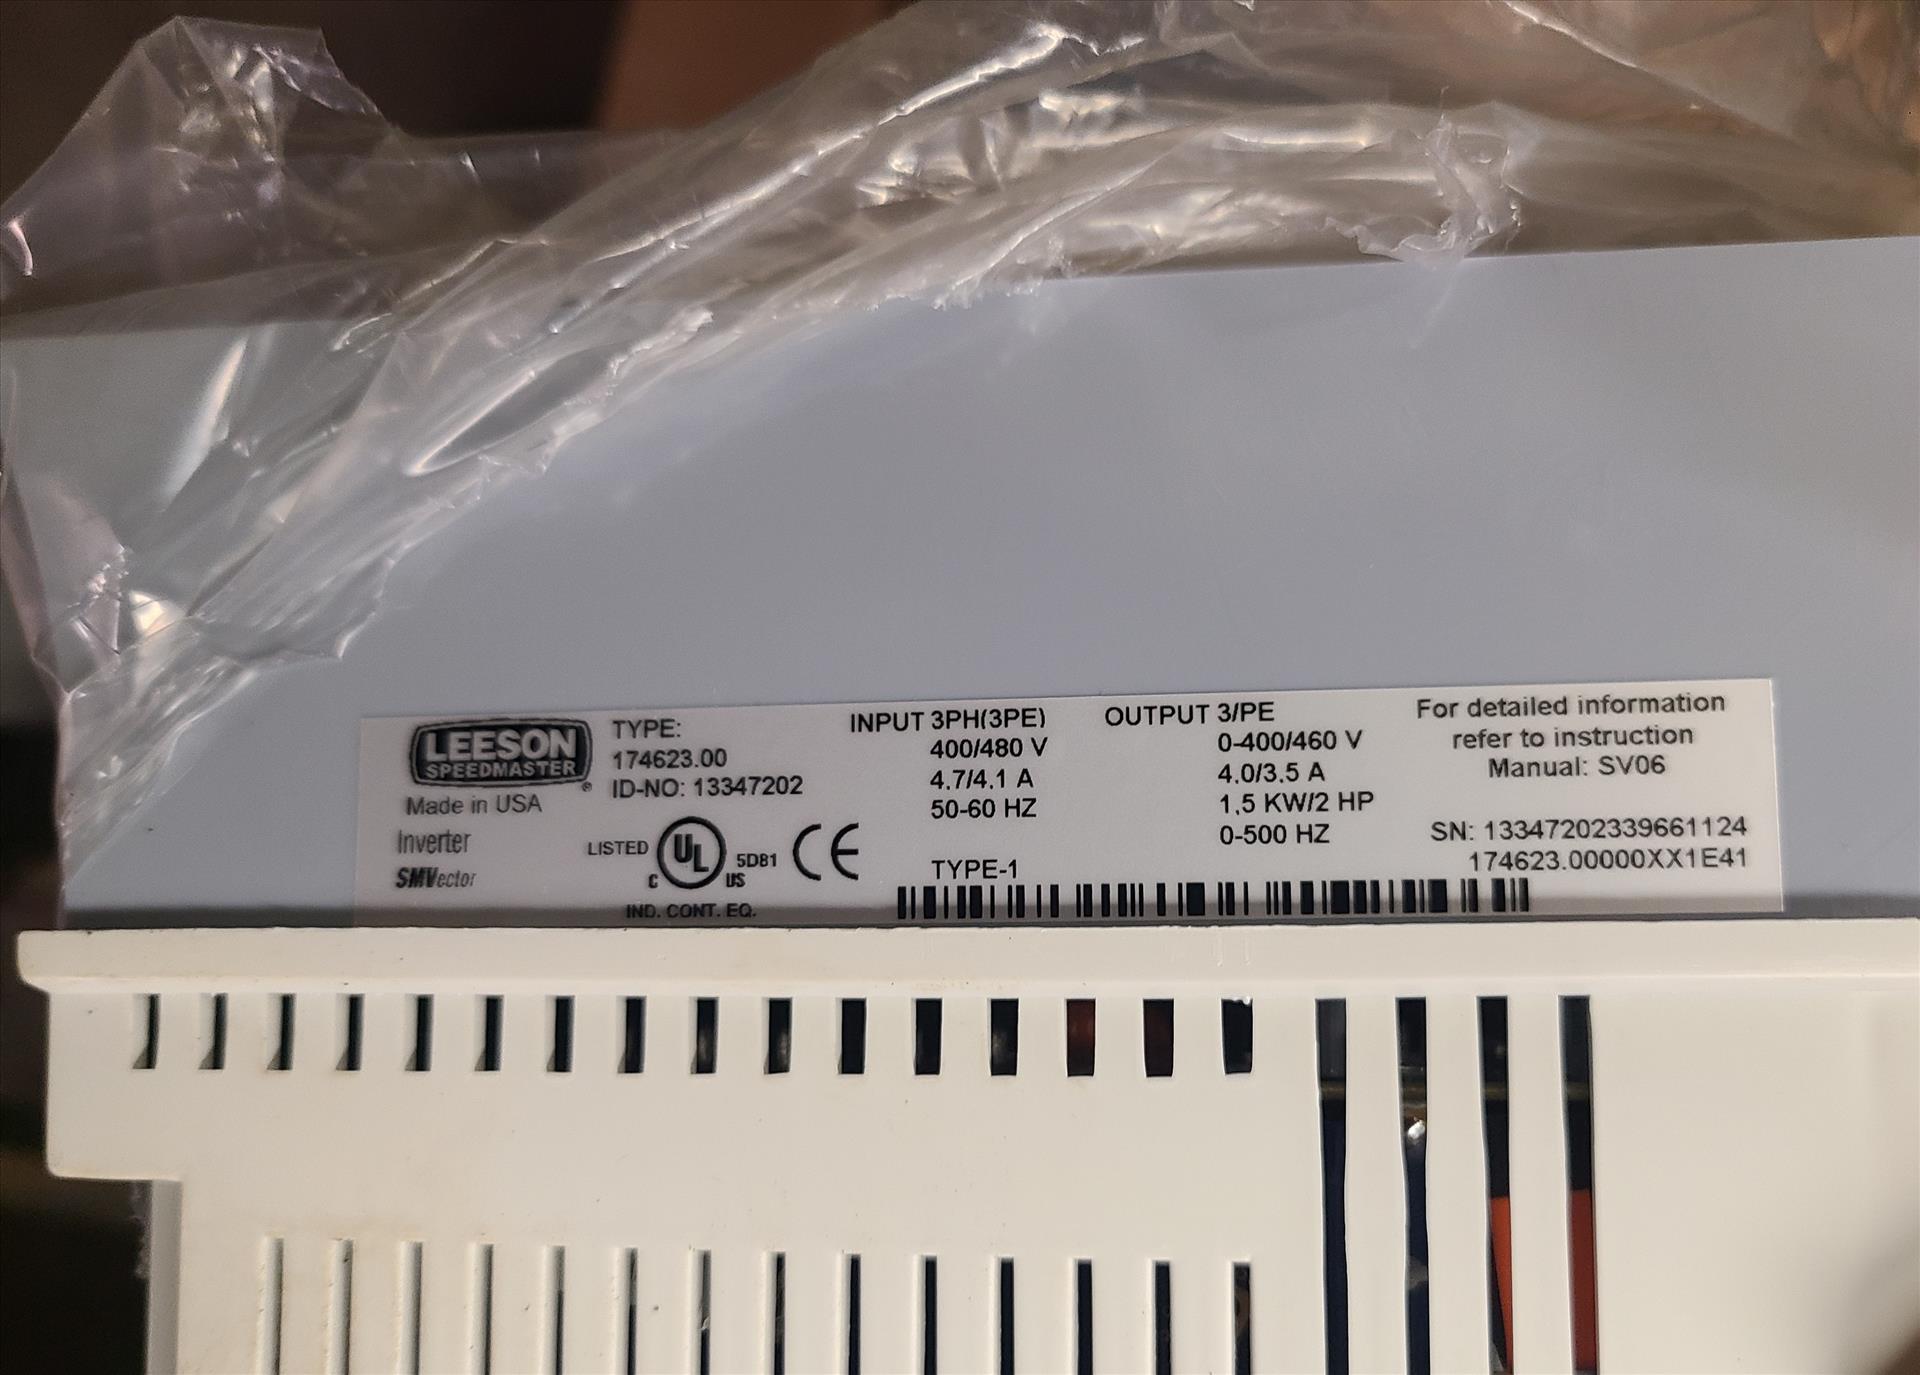 LEESON
SPEEDMASTER
®
Made in USA
Inverter
SMVector
TYPE:
174623.00
ID-NO: 13347202
LISTED
UL
C
US
5D81
CE
IND. CONT. EQ.
INPUT 3PH(3PE)
400/480 V
4.7/4.1 A
50-60 HZ
TYPE-1
OUTPUT 3/PE
0-400/460 V
4.0/3.5 A
1.5 KW/2 HP
0-500 HZ
For detailed information
refer to instruction
Manual: SV06
SN: 13347202339661124
174623.00000XX1E41